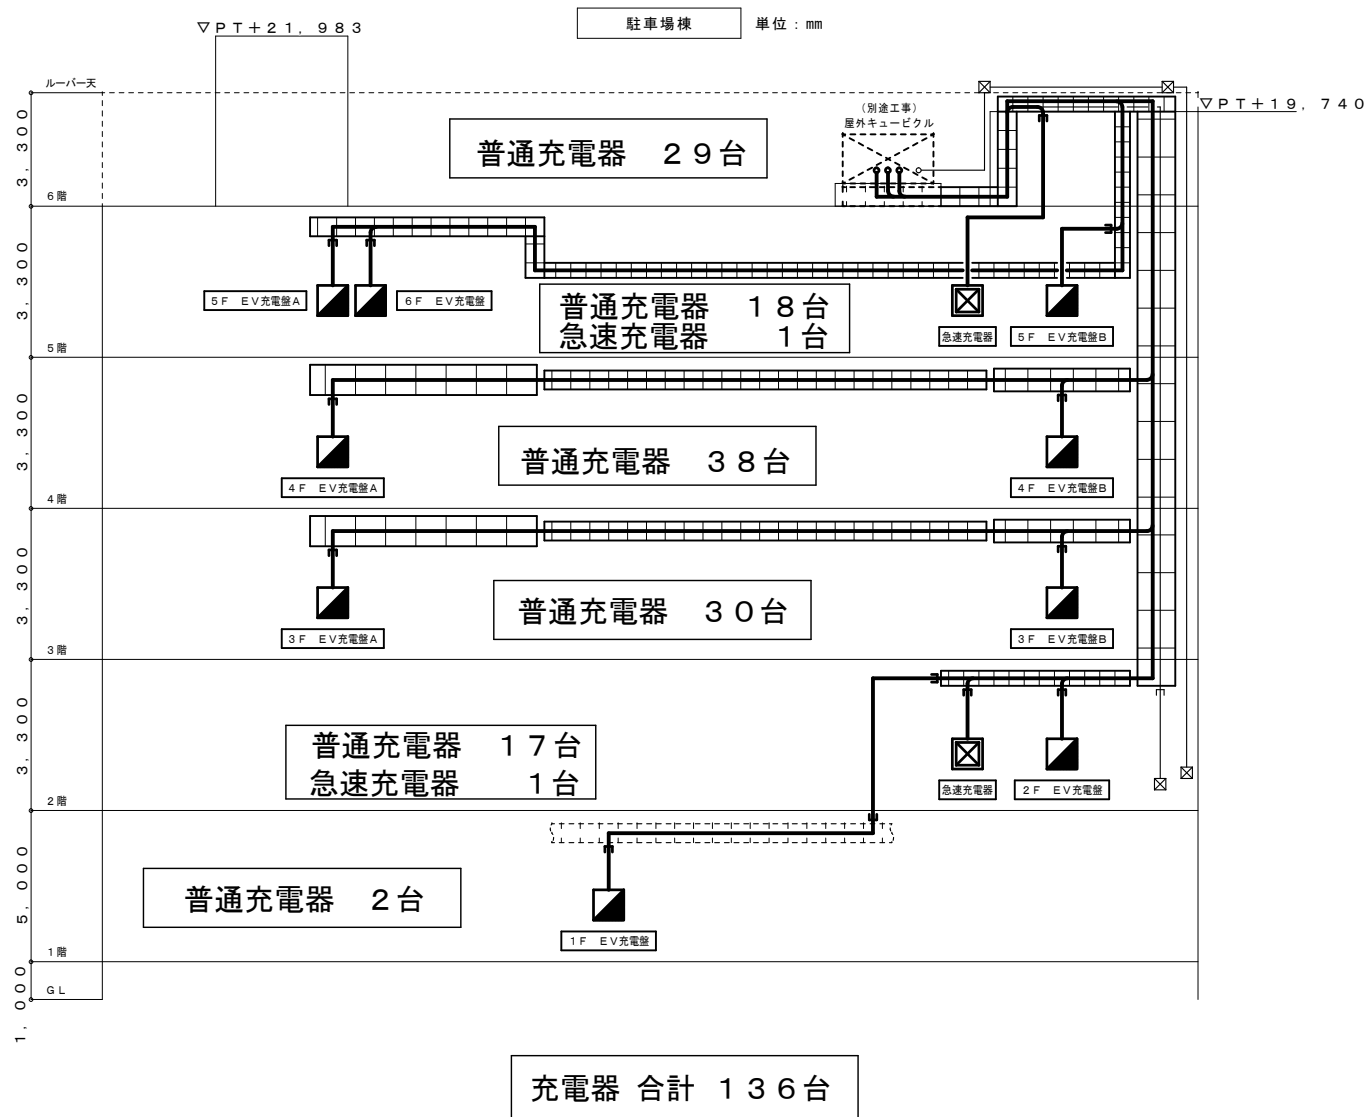 ▽ＰＴ＋２１，９８３
駐車場棟
単位：㎜
ルーバー天
▽ＰＴ＋１９，７４０
（別途工事）
屋外キュービクル
３，３００
普通充電器　２９台
６階
３，３００
５Ｆ　ＥＶ充電盤A
６Ｆ　ＥＶ充電盤
普通充電器　１８台
急速充電器　　１台
急速充電器
５Ｆ　ＥＶ充電盤B
５階
３，３００
普通充電器　３８台
４Ｆ　ＥＶ充電盤A
４Ｆ　ＥＶ充電盤B
４階
３，３００
普通充電器　３０台
３Ｆ　ＥＶ充電盤A
３Ｆ　ＥＶ充電盤B
３階
３，３００
普通充電器　１７台
急速充電器　　１台
急速充電器
２Ｆ　ＥＶ充電盤
２階
５，０００
普通充電器　２台
１Ｆ　ＥＶ充電盤
１階
１，０００
ＧＬ
充電器 合計 １３６台